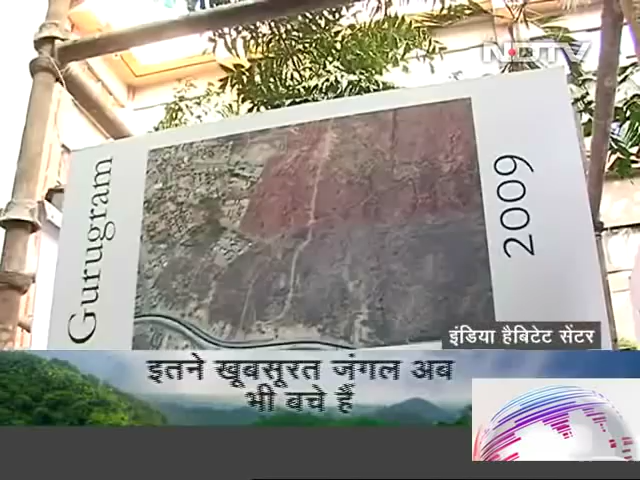 NDTV
Gurugram
2009
इंडिया हैबिटेट सेंटर
इतने खूबसूरत जंगल अब
भी बचे हैं